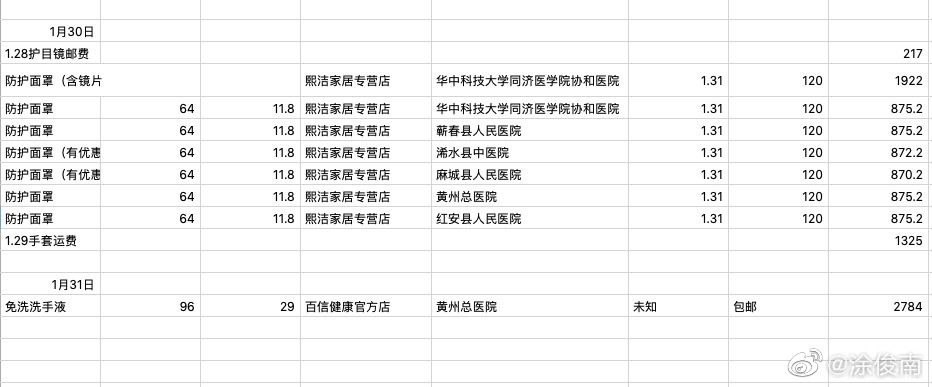 1月30日
1.28护目镜邮费 217
防护面罩（含镜片 熙洁家居专营店 华中科技大学同济医学院协和医院 1.31 120 1922
防护面罩 64 11.8 熙洁家居专营店 华中科技大学同济医学院协和医院 1.31 120 875.2
防护面罩 64 11.8 熙洁家居专营店 蕲春县人民医院 1.31 120 875.2
防护面罩（有优惠 64 11.8 熙洁家居专营店 浠水县中医院 1.31 120 872.2
防护面罩（有优惠 64 11.8 熙洁家居专营店 麻城县人民医院 1.31 120 870.2
防护面罩 64 11.8 熙洁家居专营店 黄州总医院 1.31 120 875.2
防护面罩 64 11.8 熙洁家居专营店 红安县人民医院 1.31 120 875.2
1.29手套运费 1325
1月31日
免洗洗手液 96 29 百信健康官方店 黄州总医院 未知 包邮 2784
@涂俊南